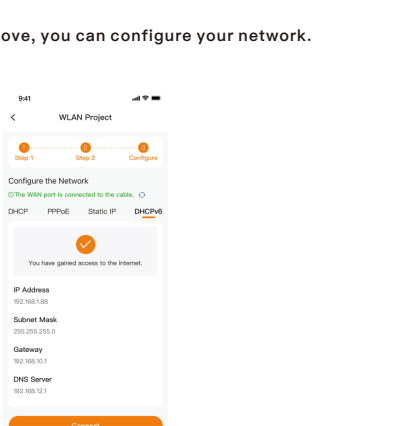 ove, you can configure your network.
9:41
WLAN Project
1 2 3
Step 1 Step 2 Configure
Configure the Network
The WAN port is connected to the cable.
DHCP PPPoE Static IP DHCPv6
You have gained access to the Internet.
IP Address
192.168.1.88
Subnet Mask
255.255.255.0
Gateway
192.168.10.1
DNS Server
192.168.12.1
Connect